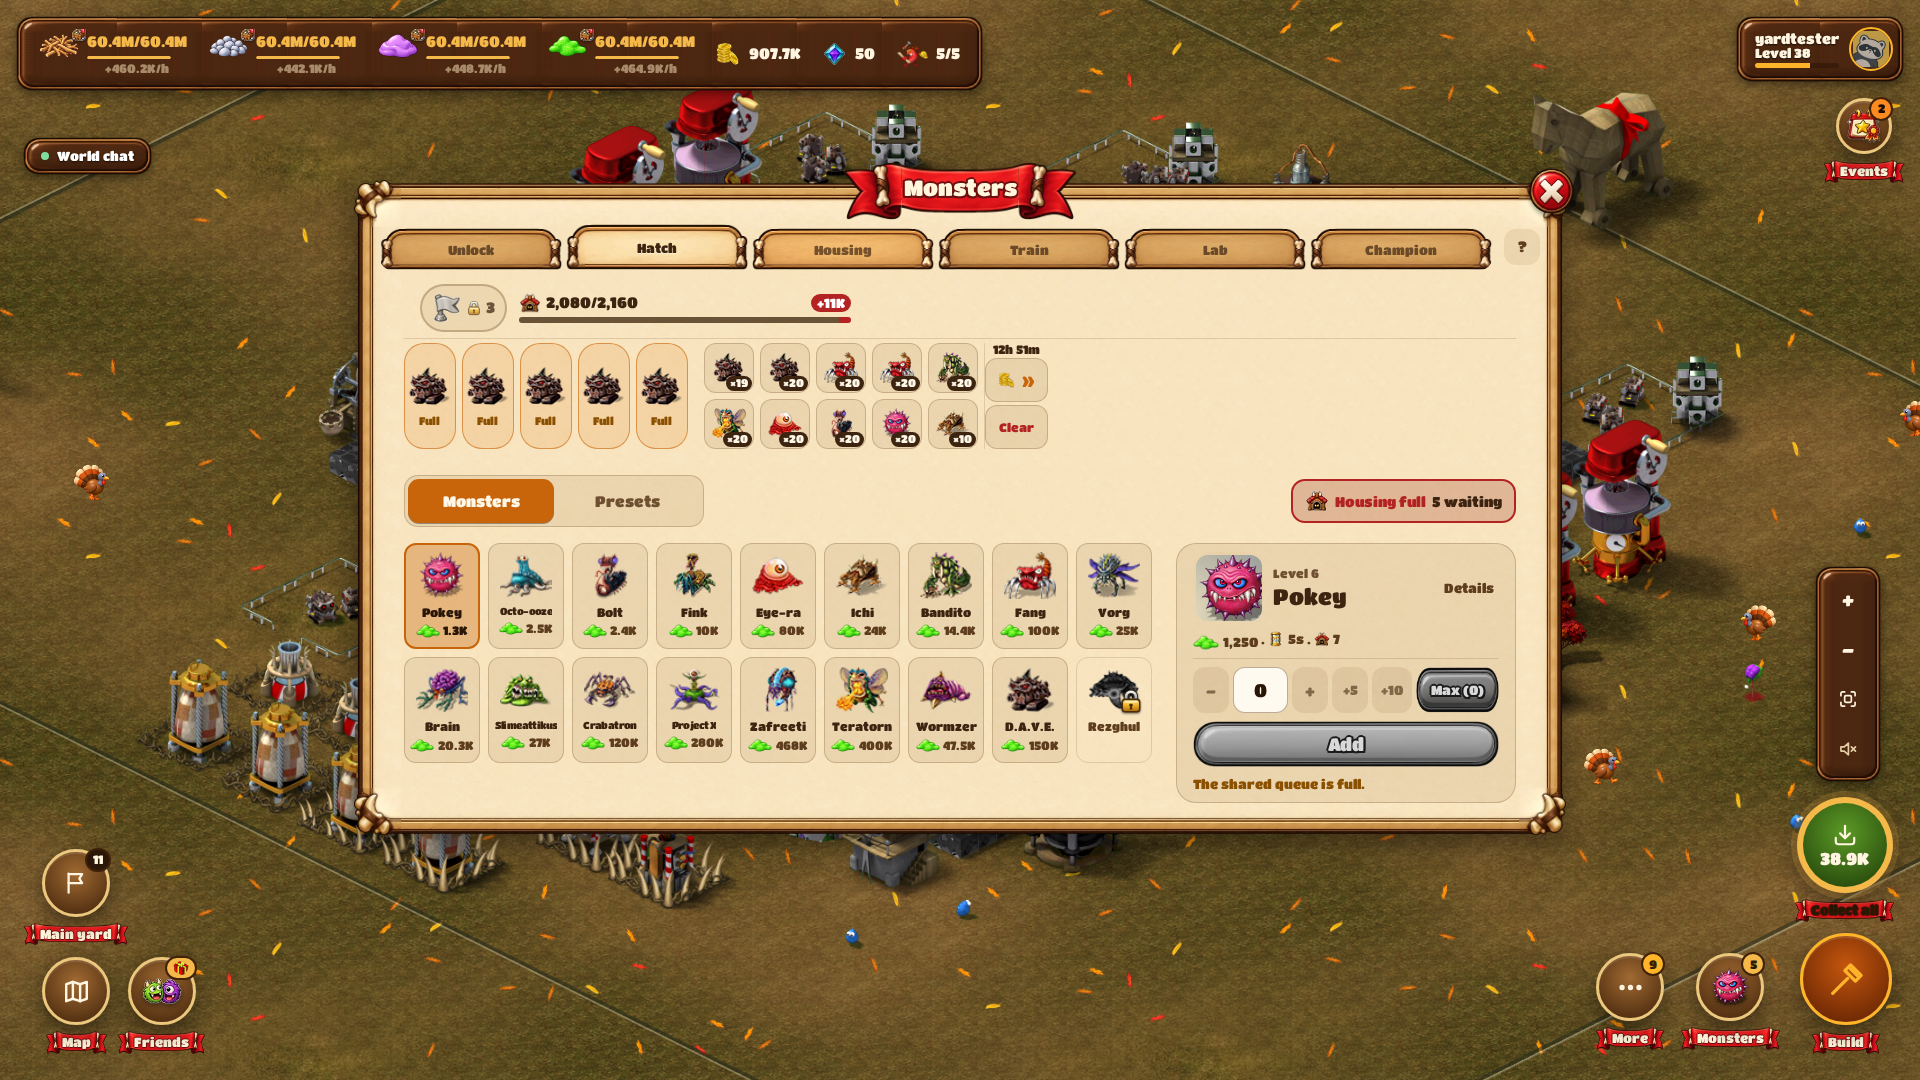 60.4M/60.4M
+460.2K/h
60.4M/60.4M
+442.1K/h
60.4M/60.4M
+448.7K/h
60.4M/60.4M
+464.9K/h
907.7K
50
5/5
yardtester
Level 38
2
Events
World chat
Monsters
Unlock
Hatch
Housing
Train
Lab
Champion
?
3
2,080/2,160
+11K
Full
Full
Full
Full
Full
×19
×20
×20
×20
×20
×20
×20
×20
×20
×10
12h 51m
Clear
Monsters
Presets
Housing full 5 waiting
Pokey
1.3K
Octo-ooze
2.5K
Bolt
2.4K
Fink
10K
Eye-ra
80K
Ichi
24K
Bandito
14.4K
Fang
100K
Vorg
25K
Brain
20.3K
Slimeattikus
27K
Crabatron
120K
Project X
280K
Zafreeti
468K
Teratorn
400K
Wormzer
47.5K
D.A.V.E.
150K
Rezghul
Level 6
Pokey
Details
1,250 · 5s · 7
-
0
+
+5
+10
Max (0)
Add
The shared queue is full.
+
-
38.9K
Collect all
11
Main yard
Map
Friends
9
More
5
Monsters
Build